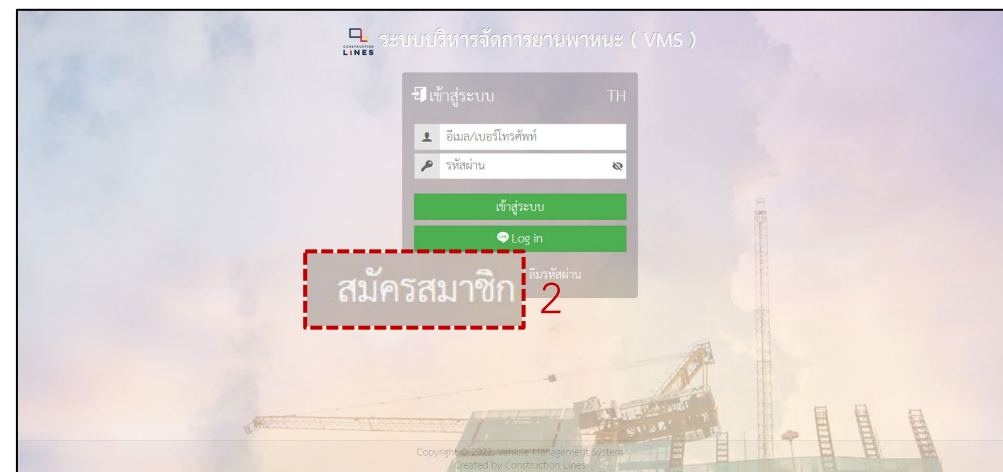 CONSTRUCTION
LINES
ระบบบริหารจัดการยานพาหนะ ( VMS )
เข้าสู่ระบบ TH
อีเมล/เบอร์โทรศัพท์
รหัสผ่าน
เข้าสู่ระบบ
Log in
ลืมรหัสผ่าน
สมัครสมาชิก 2
Copyright © 2022, Vehicle Management System
Created by Construction Lines